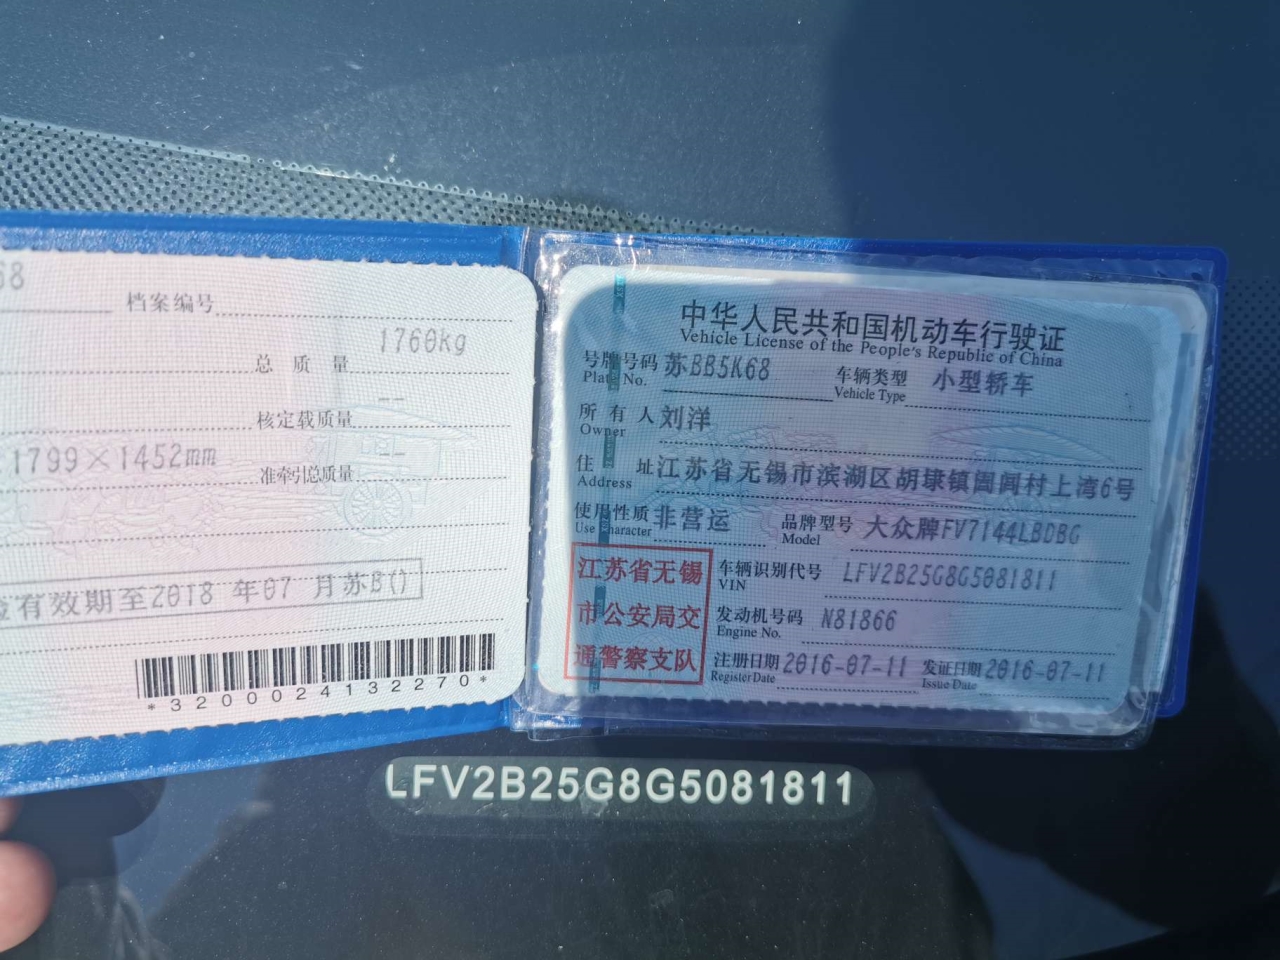 68
档案编号
总质量 1760kg
核定载质量 --
1799×1452mm
准牵引总质量 --
有效期至2018年07月苏B()
*3200024132270*
中华人民共和国机动车行驶证
Vehicle License of the People's Republic of China
号牌号码 苏BB5K68 车辆类型 小型轿车
Plate No. Vehicle Type
所有人 刘洋
Owner
住址 江苏省无锡市滨湖区胡埭镇闾闻村上湾6号
Address
使用性质 非营运 品牌型号 大众牌FV7144LBDBG
Use Character Model
江苏省无锡
市公安局交
通警察支队
车辆识别代号 LFV2B25G8G5081811
VIN
发动机号码 N81866
Engine No.
注册日期 2016-07-11 发证日期 2016-07-11
Register Date Issue Date
LFV2B25G8G5081811